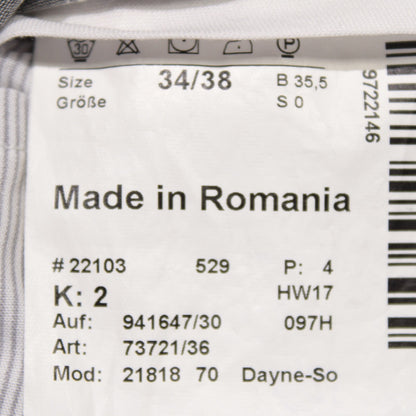 30 P
Size 34/38 B 35,5
Größe S 0
9722146
Made in Romania
# 22103 529 P: 4
K: 2 HW17
Auf: 941647/30 097H
Art: 73721/36
Mod: 21818 70 Dayne-So